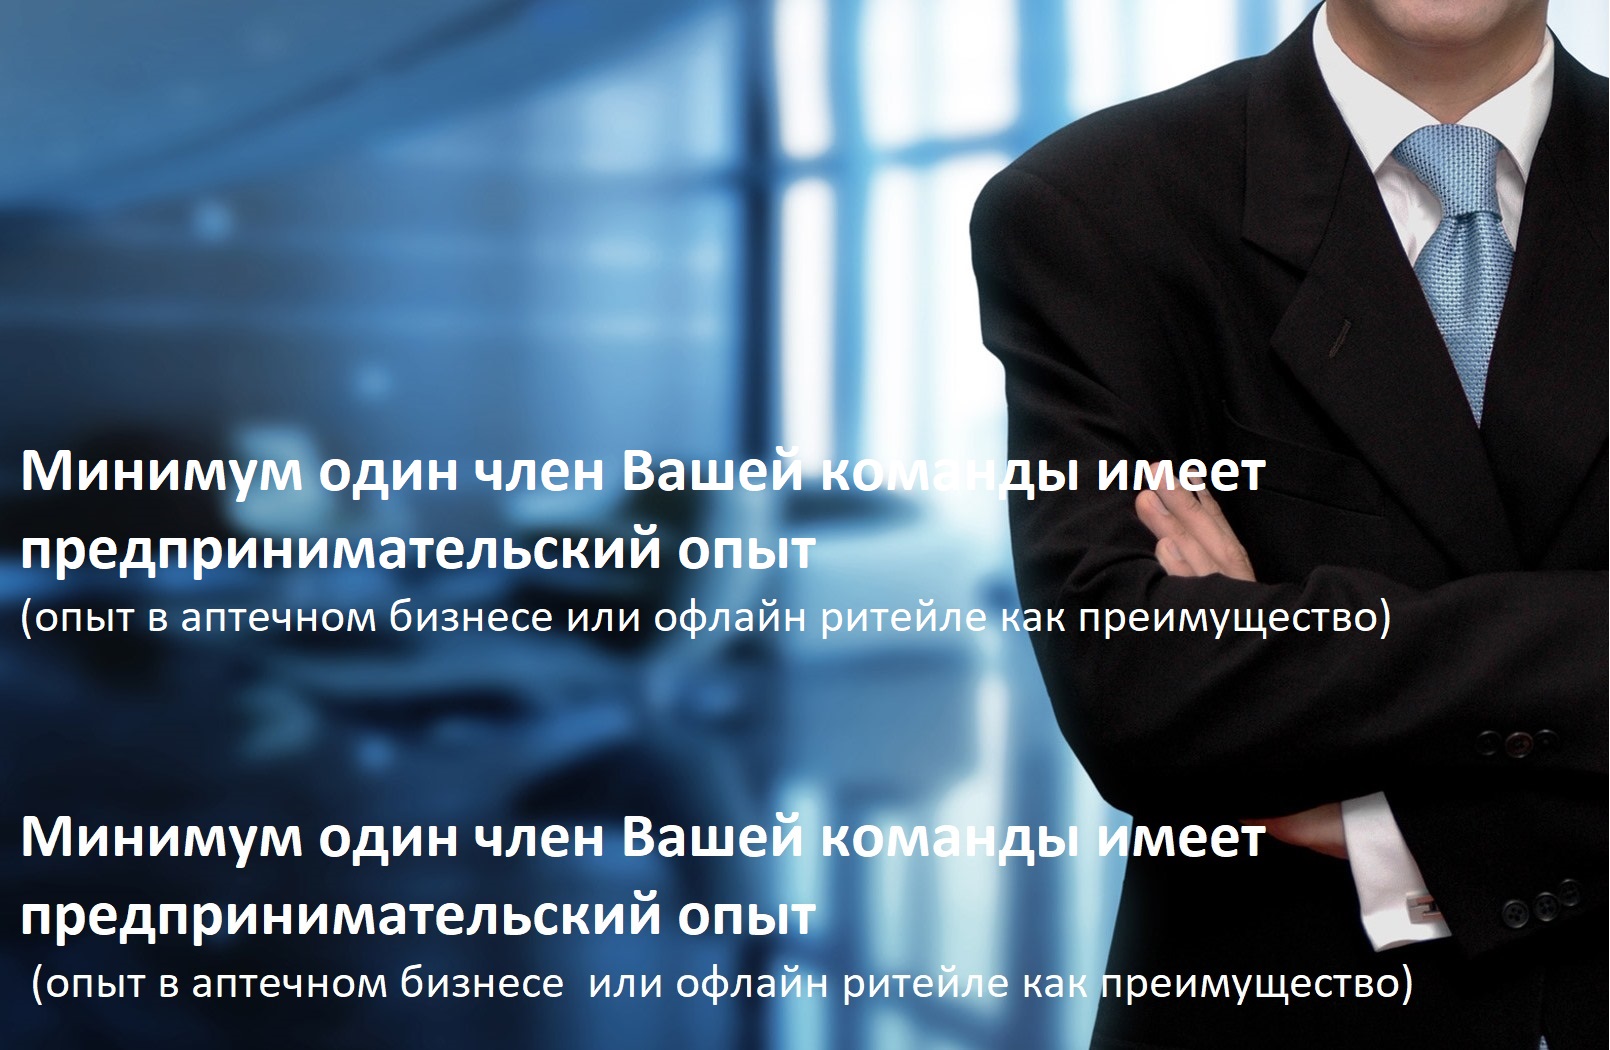 Минимум один член Вашей команды имеет
предпринимательский опыт
(опыт в аптечном бизнесе или офлайн ритейле как преимущество)
Минимум один член Вашей команды имеет
предпринимательский опыт
(опыт в аптечном бизнесе  или офлайн ритейле как преимущество)